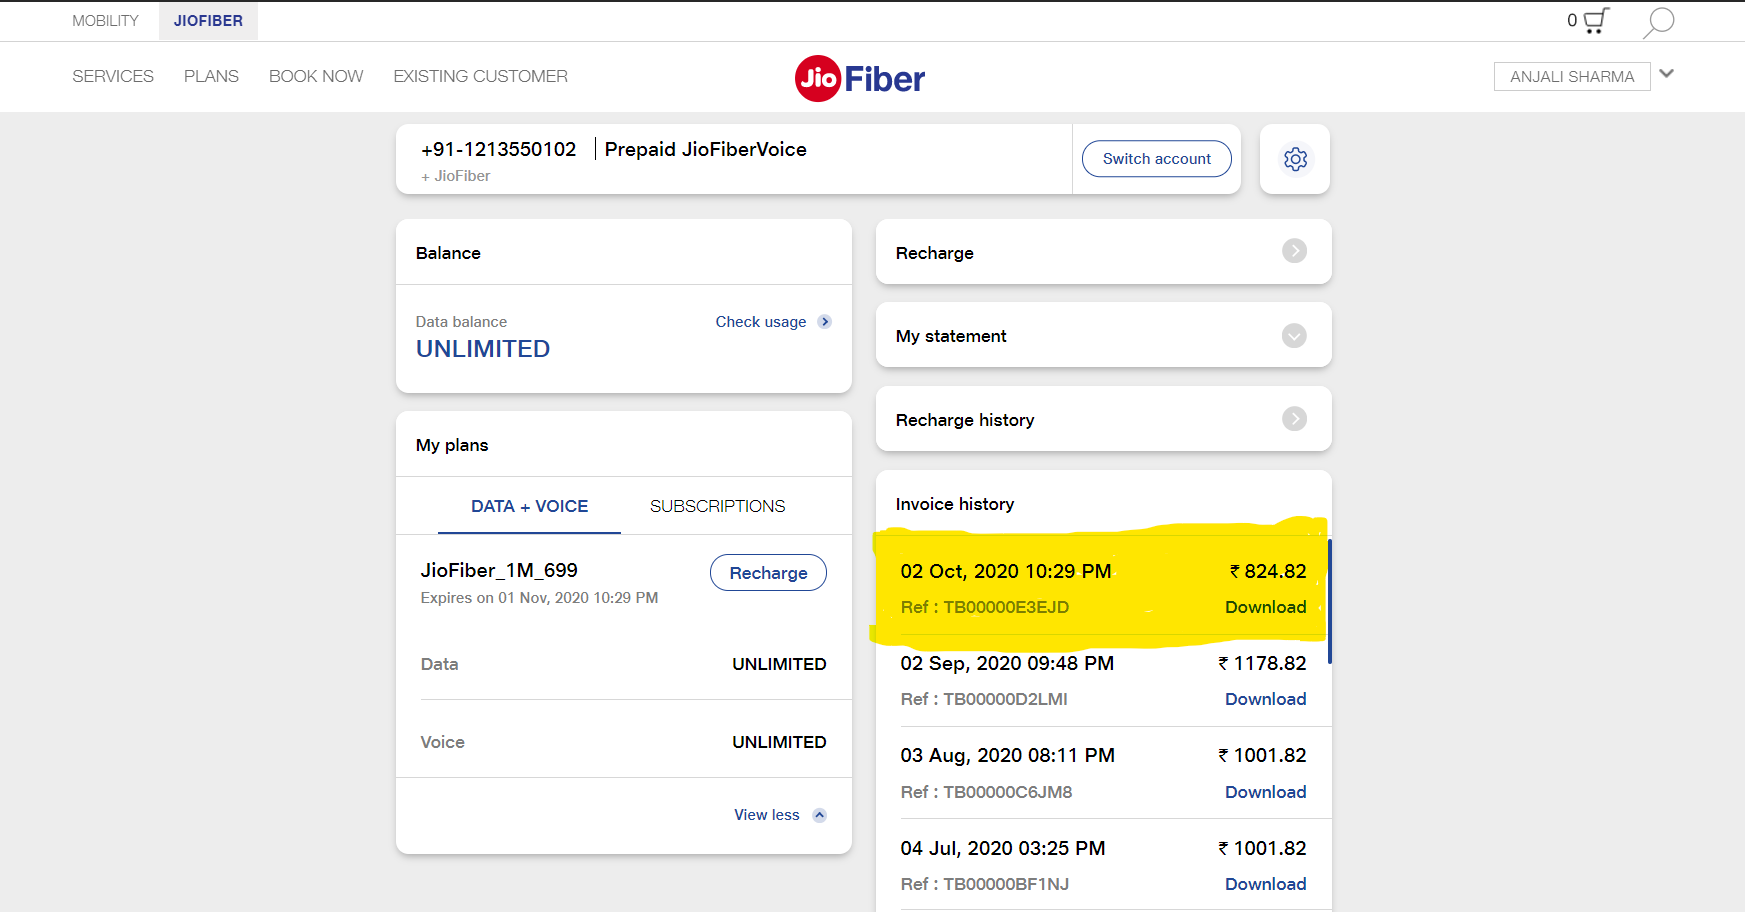 MOBILITY JIOFIBER 0
SERVICES PLANS BOOK NOW EXISTING CUSTOMER Jio Fiber ANJALI SHARMA
+91-1213550102 Prepaid JioFiberVoice
+ JioFiber
Switch account
Balance
Data balance Check usage
UNLIMITED
My plans
DATA + VOICE SUBSCRIPTIONS
JioFiber_1M_699 Recharge
Expires on 01 Nov, 2020 10:29 PM
Data UNLIMITED
Voice UNLIMITED
View less
Recharge
My statement
Recharge history
Invoice history
02 Oct, 2020 10:29 PM ₹ 824.82
Ref : TB00000E3EJD Download
02 Sep, 2020 09:48 PM ₹ 1178.82
Ref : TB00000D2LMI Download
03 Aug, 2020 08:11 PM ₹ 1001.82
Ref : TB00000C6JM8 Download
04 Jul, 2020 03:25 PM ₹ 1001.82
Ref : TB00000BF1NJ Download